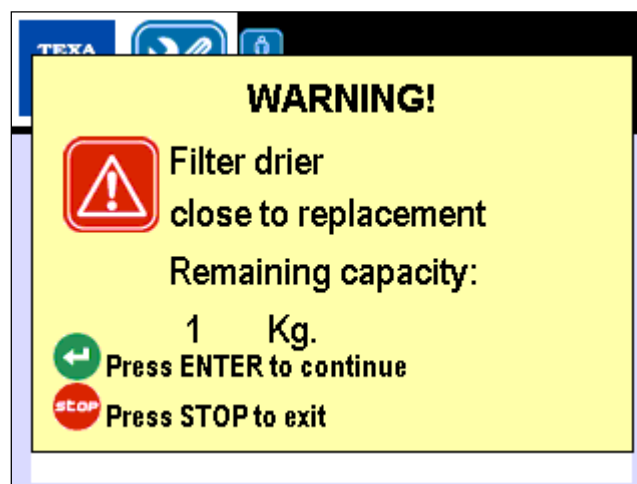 TEXA
WARNING!
Filter drier
close to replacement
Remaining capacity:
1 Kg.
Press ENTER to continue
stop
Press STOP to exit